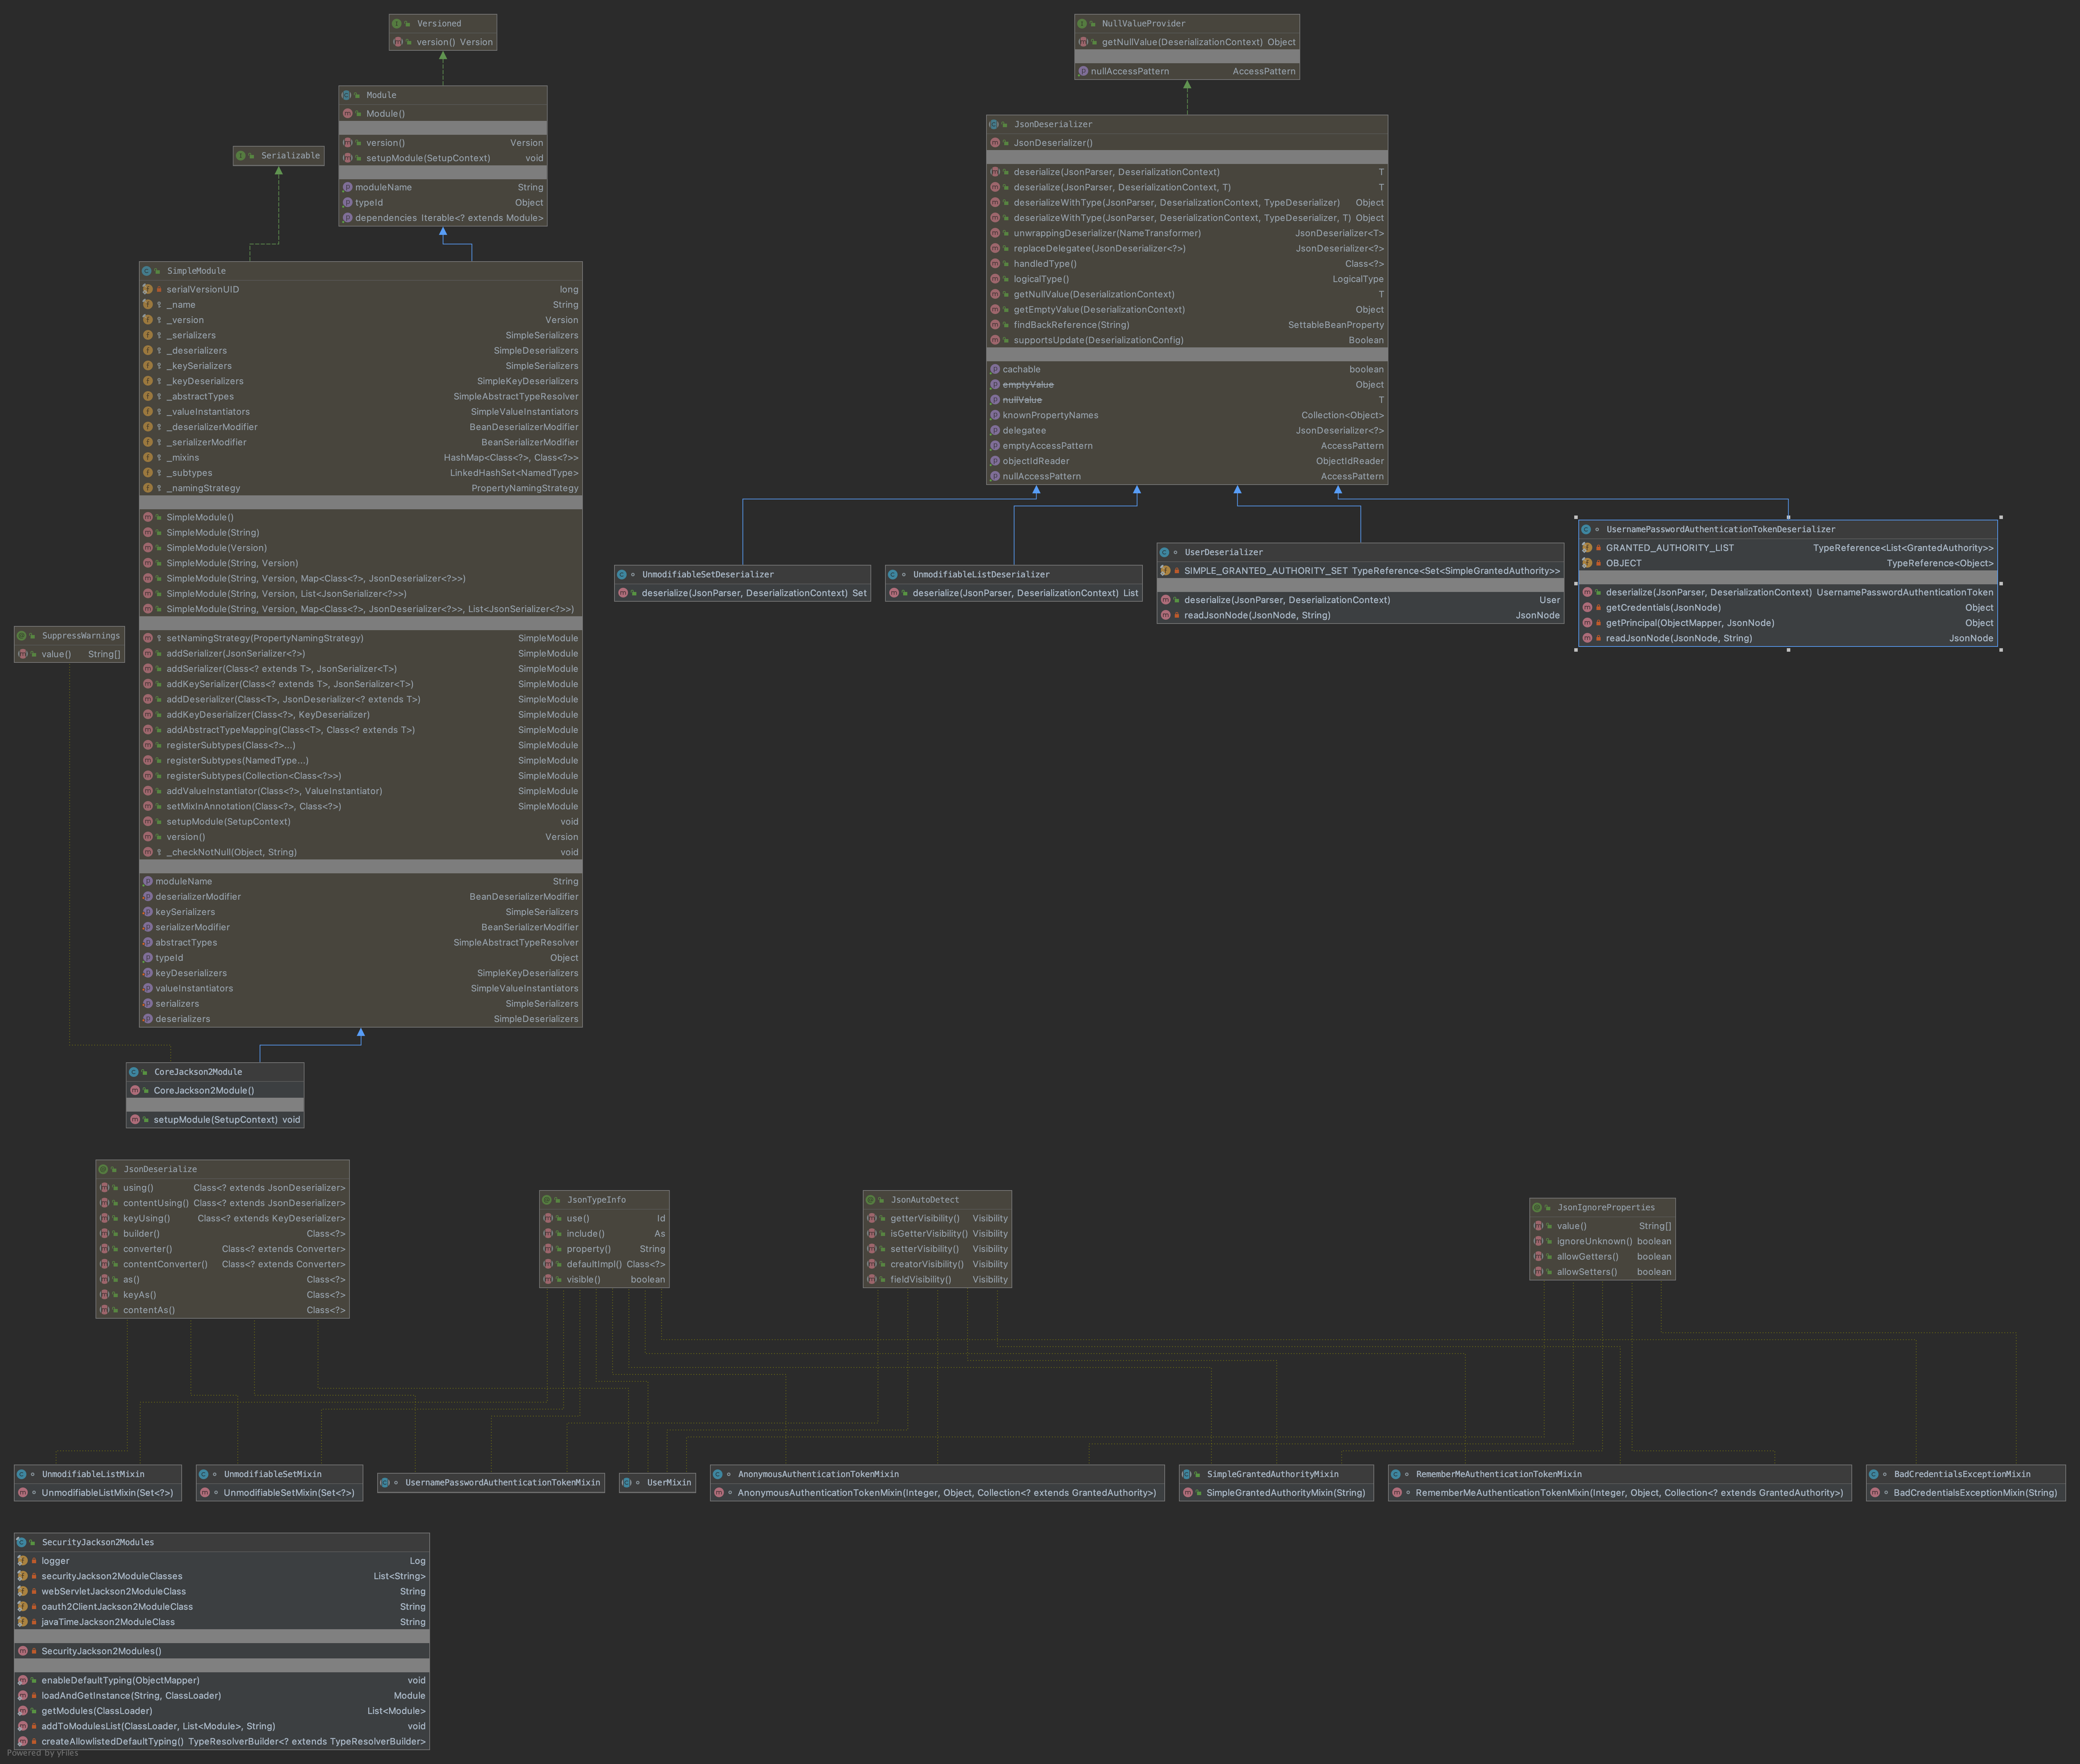 Versioned
version() Version
NullValueProvider
getNullValue(DeserializationContext) Object
nullAccessPattern AccessPattern
Module
Module()
version() Version
setupModule(SetupContext) void
moduleName String
typeId Object
dependencies Iterable<? extends Module>
Serializable
JsonDeserializer
JsonDeserializer()
deserialize(JsonParser, DeserializationContext) T
deserialize(JsonParser, DeserializationContext, T) T
deserializeWithType(JsonParser, DeserializationContext, TypeDeserializer) Object
deserializeWithType(JsonParser, DeserializationContext, TypeDeserializer, T) Object
unwrappingDeserializer(NameTransformer) JsonDeserializer<T>
replaceDelegatee(JsonDeserializer<?>) JsonDeserializer<?>
handledType() Class<?>
logicalType() LogicalType
getNullValue(DeserializationContext) T
getEmptyValue(DeserializationContext) Object
findBackReference(String) SettableBeanProperty
supportsUpdate(DeserializationConfig) Boolean
cachable boolean
emptyValue Object
nullValue T
knownPropertyNames Collection<Object>
delegatee JsonDeserializer<?>
emptyAccessPattern AccessPattern
objectIdReader ObjectIdReader
nullAccessPattern AccessPattern
SimpleModule
serialVersionUID long
_name String
_version Version
_serializers SimpleSerializers
_deserializers SimpleDeserializers
_keySerializers SimpleSerializers
_keyDeserializers SimpleKeyDeserializers
_abstractTypes SimpleAbstractTypeResolver
_valueInstantiators SimpleValueInstantiators
_deserializerModifier BeanDeserializerModifier
_serializerModifier BeanSerializerModifier
_mixins HashMap<Class<?>, Class<?>>
_subtypes LinkedHashSet<NamedType>
_namingStrategy PropertyNamingStrategy
SimpleModule()
SimpleModule(String)
SimpleModule(Version)
SimpleModule(String, Version)
SimpleModule(String, Version, Map<Class<?>, JsonDeserializer<?>>)
SimpleModule(String, Version, List<JsonSerializer<?>>)
SimpleModule(String, Version, Map<Class<?>, JsonDeserializer<?>>, List<JsonSerializer<?>>)
setNamingStrategy(PropertyNamingStrategy) SimpleModule
addSerializer(JsonSerializer<?>) SimpleModule
addSerializer(Class<? extends T>, JsonSerializer<T>) SimpleModule
addKeySerializer(Class<? extends T>, JsonSerializer<T>) SimpleModule
addDeserializer(Class<T>, JsonDeserializer<? extends T>) SimpleModule
addKeyDeserializer(Class<?>, KeyDeserializer) SimpleModule
addAbstractTypeMapping(Class<T>, Class<? extends T>) SimpleModule
registerSubtypes(Class<?>...) SimpleModule
registerSubtypes(NamedType...) SimpleModule
registerSubtypes(Collection<Class<?>>) SimpleModule
addValueInstantiator(Class<?>, ValueInstantiator) SimpleModule
setMixInAnnotation(Class<?>, Class<?>) SimpleModule
setupModule(SetupContext) void
version() Version
_checkNotNull(Object, String) void
moduleName String
deserializerModifier BeanDeserializerModifier
keySerializers SimpleSerializers
serializerModifier BeanSerializerModifier
abstractTypes SimpleAbstractTypeResolver
typeId Object
keyDeserializers SimpleKeyDeserializers
valueInstantiators SimpleValueInstantiators
serializers SimpleSerializers
deserializers SimpleDeserializers
UnmodifiableSetDeserializer
deserialize(JsonParser, DeserializationContext) Set
UnmodifiableListDeserializer
deserialize(JsonParser, DeserializationContext) List
UserDeserializer
SIMPLE_GRANTED_AUTHORITY_SET TypeReference<Set<SimpleGrantedAuthority>>
deserialize(JsonParser, DeserializationContext) User
readJsonNode(JsonNode, String) JsonNode
UsernamePasswordAuthenticationTokenDeserializer
GRANTED_AUTHORITY_LIST TypeReference<List<GrantedAuthority>>
OBJECT TypeReference<Object>
deserialize(JsonParser, DeserializationContext) UsernamePasswordAuthenticationToken
getCredentials(JsonNode) Object
getPrincipal(ObjectMapper, JsonNode) Object
readJsonNode(JsonNode, String) JsonNode
SuppressWarnings
value() String[]
CoreJackson2Module
CoreJackson2Module()
setupModule(SetupContext) void
JsonDeserialize
using() Class<? extends JsonDeserializer>
contentUsing() Class<? extends JsonDeserializer>
keyUsing() Class<? extends KeyDeserializer>
builder() Class<?>
converter() Class<? extends Converter>
contentConverter() Class<? extends Converter>
as() Class<?>
keyAs() Class<?>
contentAs() Class<?>
JsonTypeInfo
use() Id
include() As
property() String
defaultImpl() Class<?>
visible() boolean
JsonAutoDetect
getterVisibility() Visibility
isGetterVisibility() Visibility
setterVisibility() Visibility
creatorVisibility() Visibility
fieldVisibility() Visibility
JsonIgnoreProperties
value() String[]
ignoreUnknown() boolean
allowGetters() boolean
allowSetters() boolean
UnmodifiableListMixin
UnmodifiableListMixin(Set<?>)
UnmodifiableSetMixin
UnmodifiableSetMixin(Set<?>)
UsernamePasswordAuthenticationTokenMixin
UserMixin
AnonymousAuthenticationTokenMixin
AnonymousAuthenticationTokenMixin(Integer, Object, Collection<? extends GrantedAuthority>)
SimpleGrantedAuthorityMixin
SimpleGrantedAuthorityMixin(String)
RememberMeAuthenticationTokenMixin
RememberMeAuthenticationTokenMixin(Integer, Object, Collection<? extends GrantedAuthority>)
BadCredentialsExceptionMixin
BadCredentialsExceptionMixin(String)
SecurityJackson2Modules
logger Log
securityJackson2ModuleClasses List<String>
webServletJackson2ModuleClass String
oauth2ClientJackson2ModuleClass String
javaTimeJackson2ModuleClass String
SecurityJackson2Modules()
enableDefaultTyping(ObjectMapper) void
loadAndGetInstance(String, ClassLoader) Module
getModules(ClassLoader) List<Module>
addToModulesList(ClassLoader, List<Module>, String) void
createAllowlistedDefaultTyping() TypeResolverBuilder<? extends TypeResolverBuilder>
Powered by yFiles